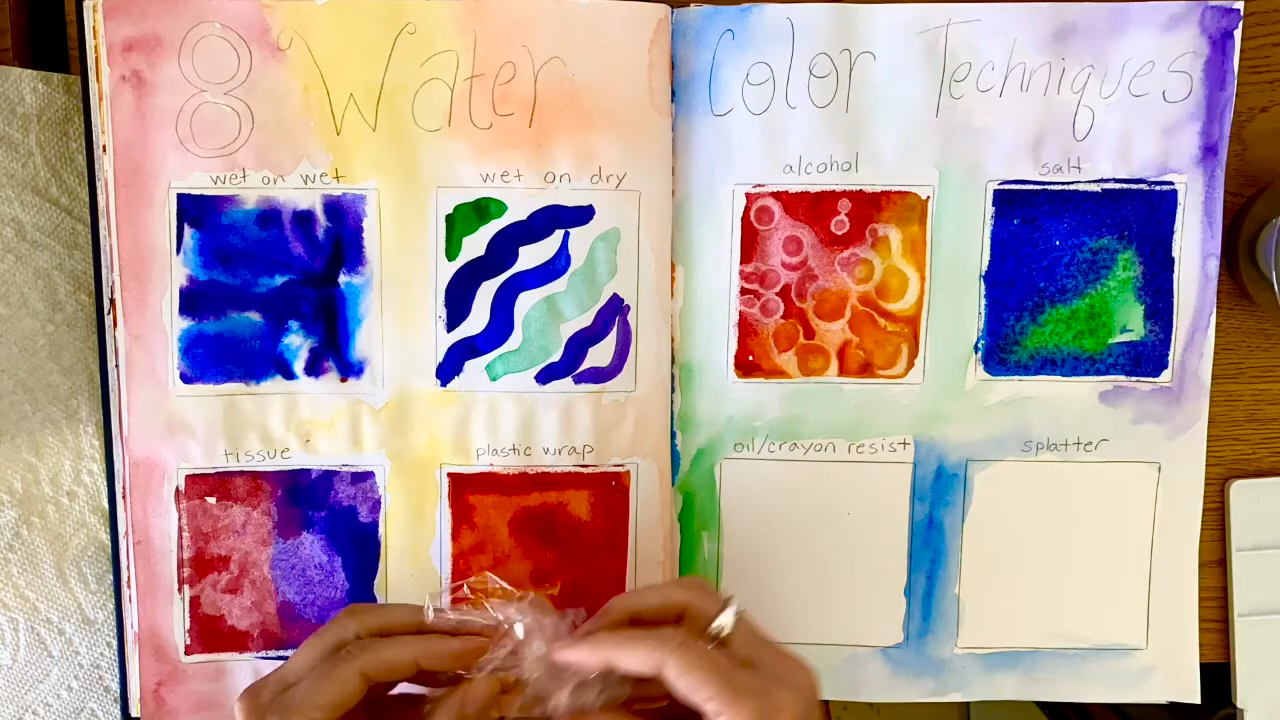 8 Water Color Techniques
wet on wet
wet on dry
alcohol
salt
tissue
plastic wrap
oil/crayon resist
splatter